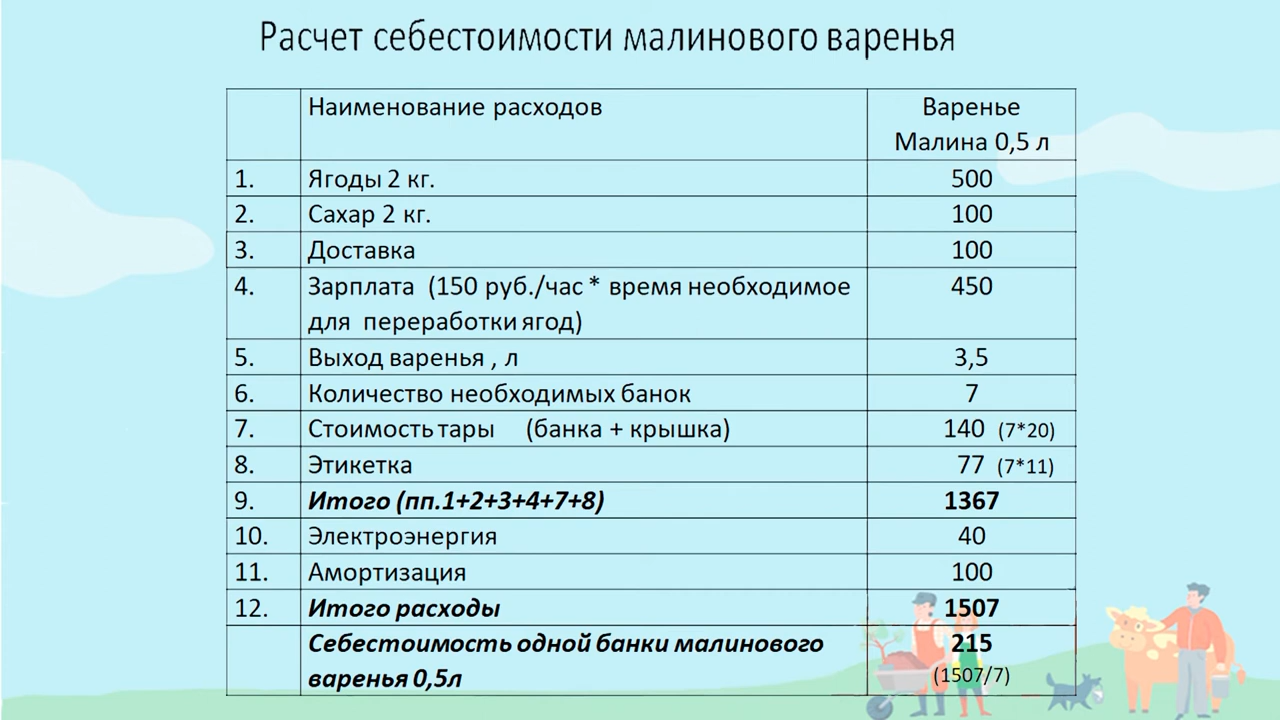 Расчет себестоимости малинового варенья
Наименование расходов
Варенье
Малина 0,5 л
1. Ягоды 2 кг. 500
2. Сахар 2 кг. 100
3. Доставка 100
4. Зарплата (150 руб./час * время необходимое 450
для переработки ягод)
5. Выход варенья , л 3,5
6. Количество необходимых банок 7
7. Стоимость тары (банка + крышка) 140 (7*20)
8. Этикетка 77 (7*11)
9. Итого (пп.1+2+3+4+7+8) 1367
10. Электроэнергия 40
11. Амортизация 100
12. Итого расходы 1507
Себестоимость одной банки малинового 215
варенья 0,5л (1507/7)